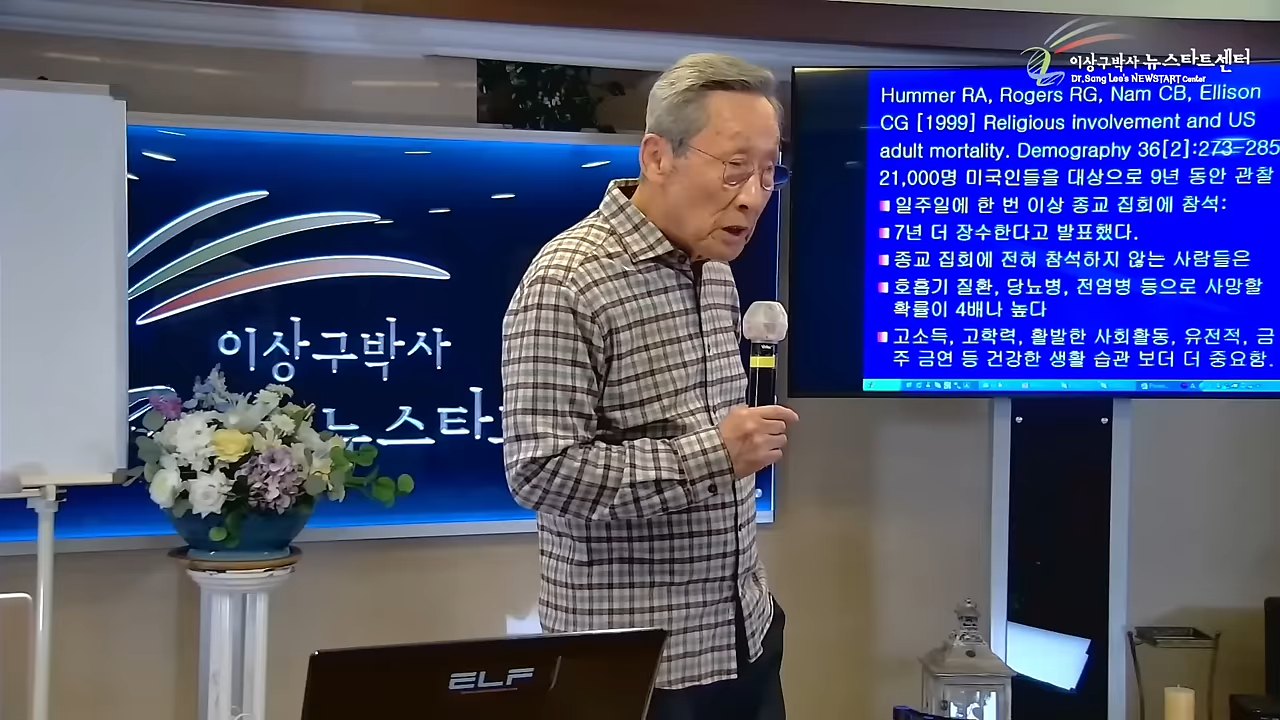 이상구박사 뉴스타트센터
Dr. Sang Lee's NEWSTART Center
Hummer RA, Rogers RG, Nam CB, Ellison
CG [1999] Religious involvement and US
adult mortality. Demography 36[2]:273-285
21,000명 미국인들을 대상으로 9년 동안 관찰
일주일에 한 번 이상 종교 집회에 참석:
7년 더 장수한다고 발표했다.
종교 집회에 전혀 참석하지 않는 사람들은
호흡기 질환, 당뇨병, 전염병 등으로 사망할
확률이 4배나 높다
고소득, 고학력, 활발한 사회활동, 유전적, 금
주 금연 등 건강한 생활 습관 보더 더 중요함.
이상구박사
뉴스타
ELF